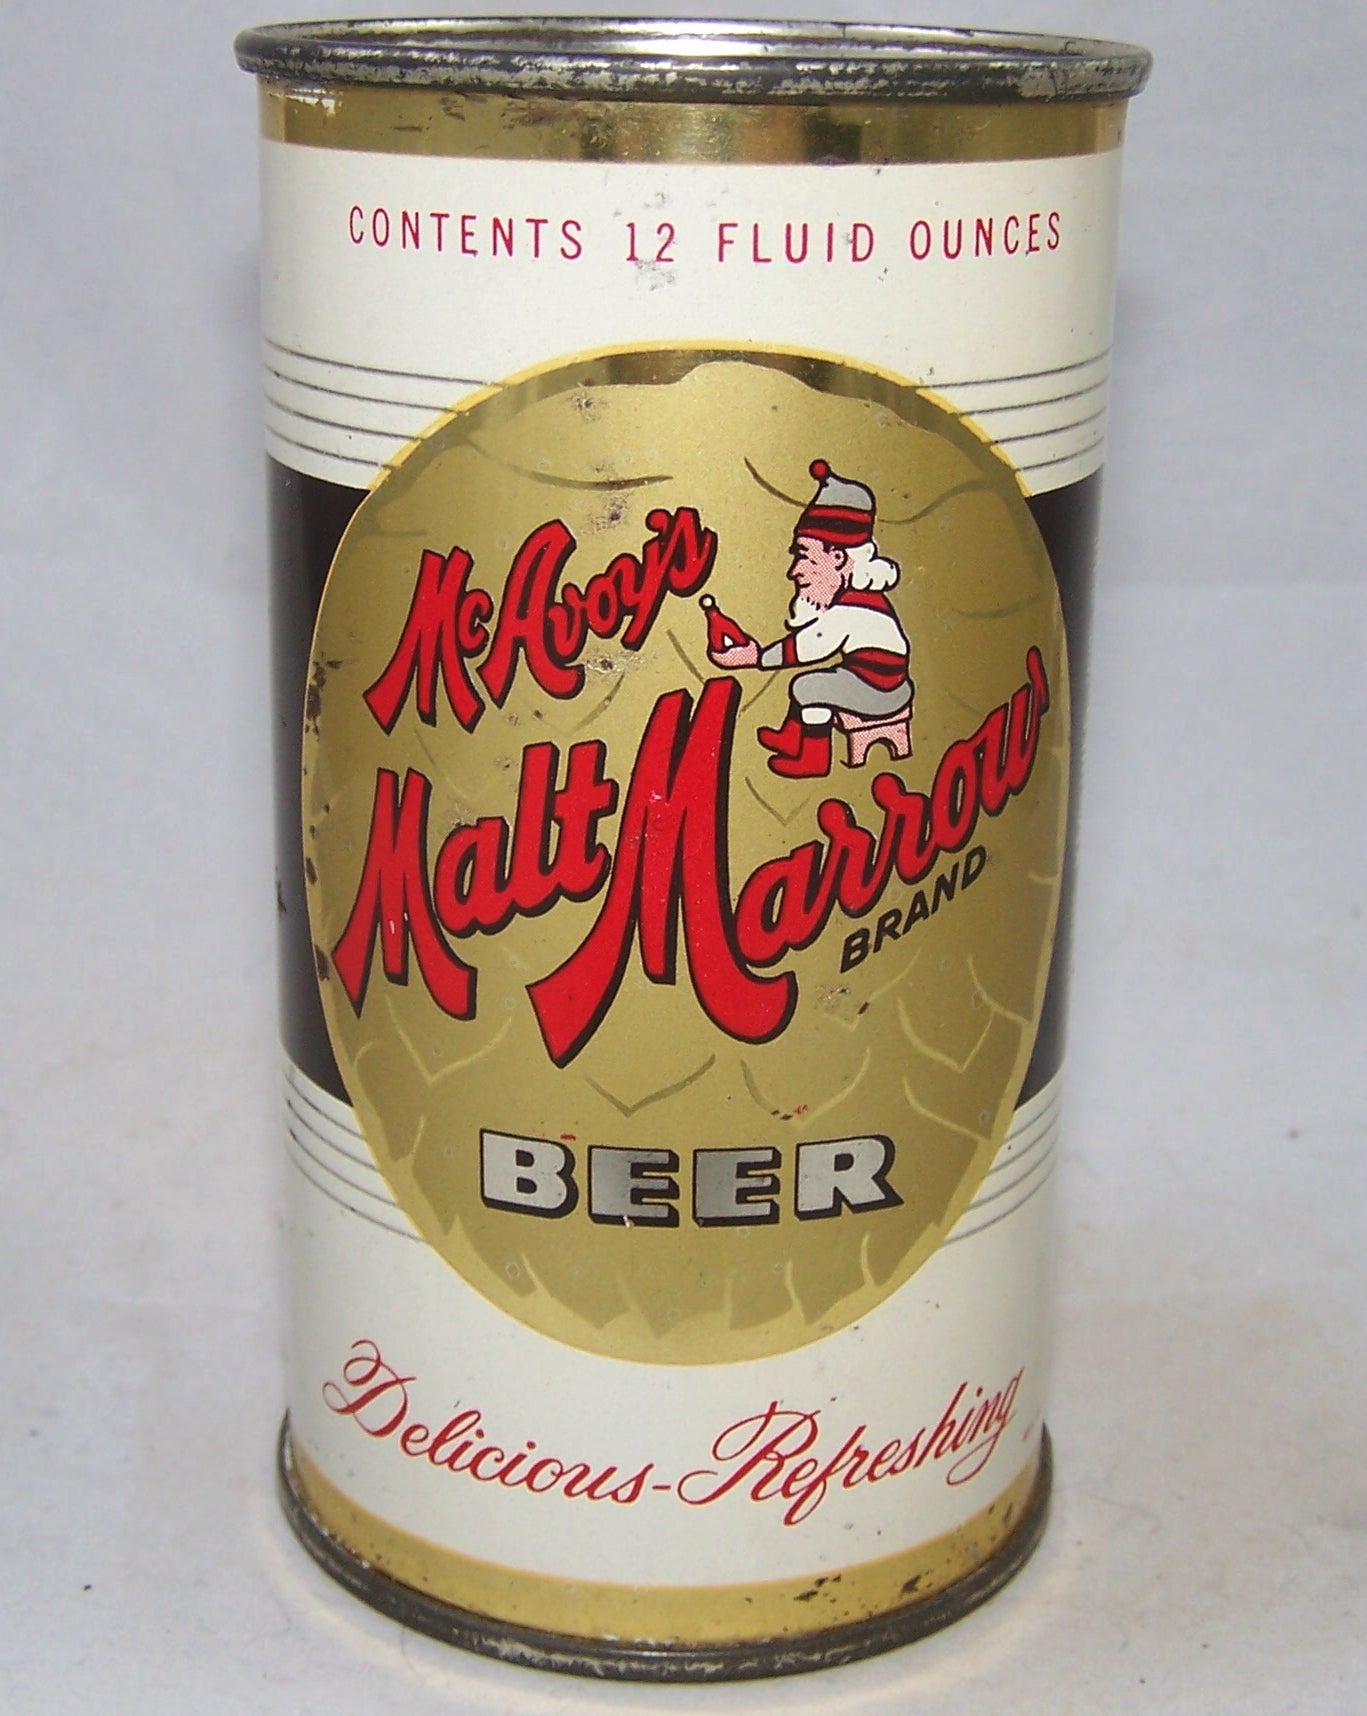 CONTENTS 12 FLUID OUNCES
McAvoy's
Malt Marrow
BRAND
BEER
Delicious-Refreshing